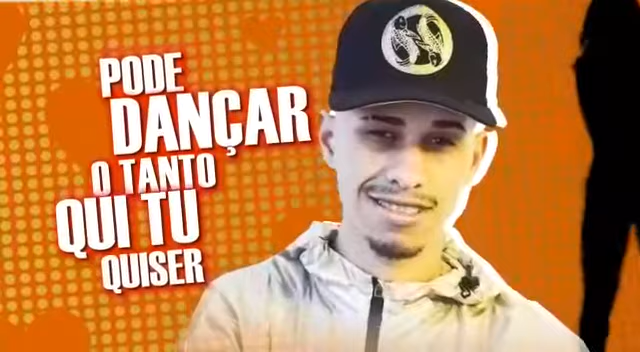 PODE
DANÇAR
O TANTO
QUI TU
QUISER